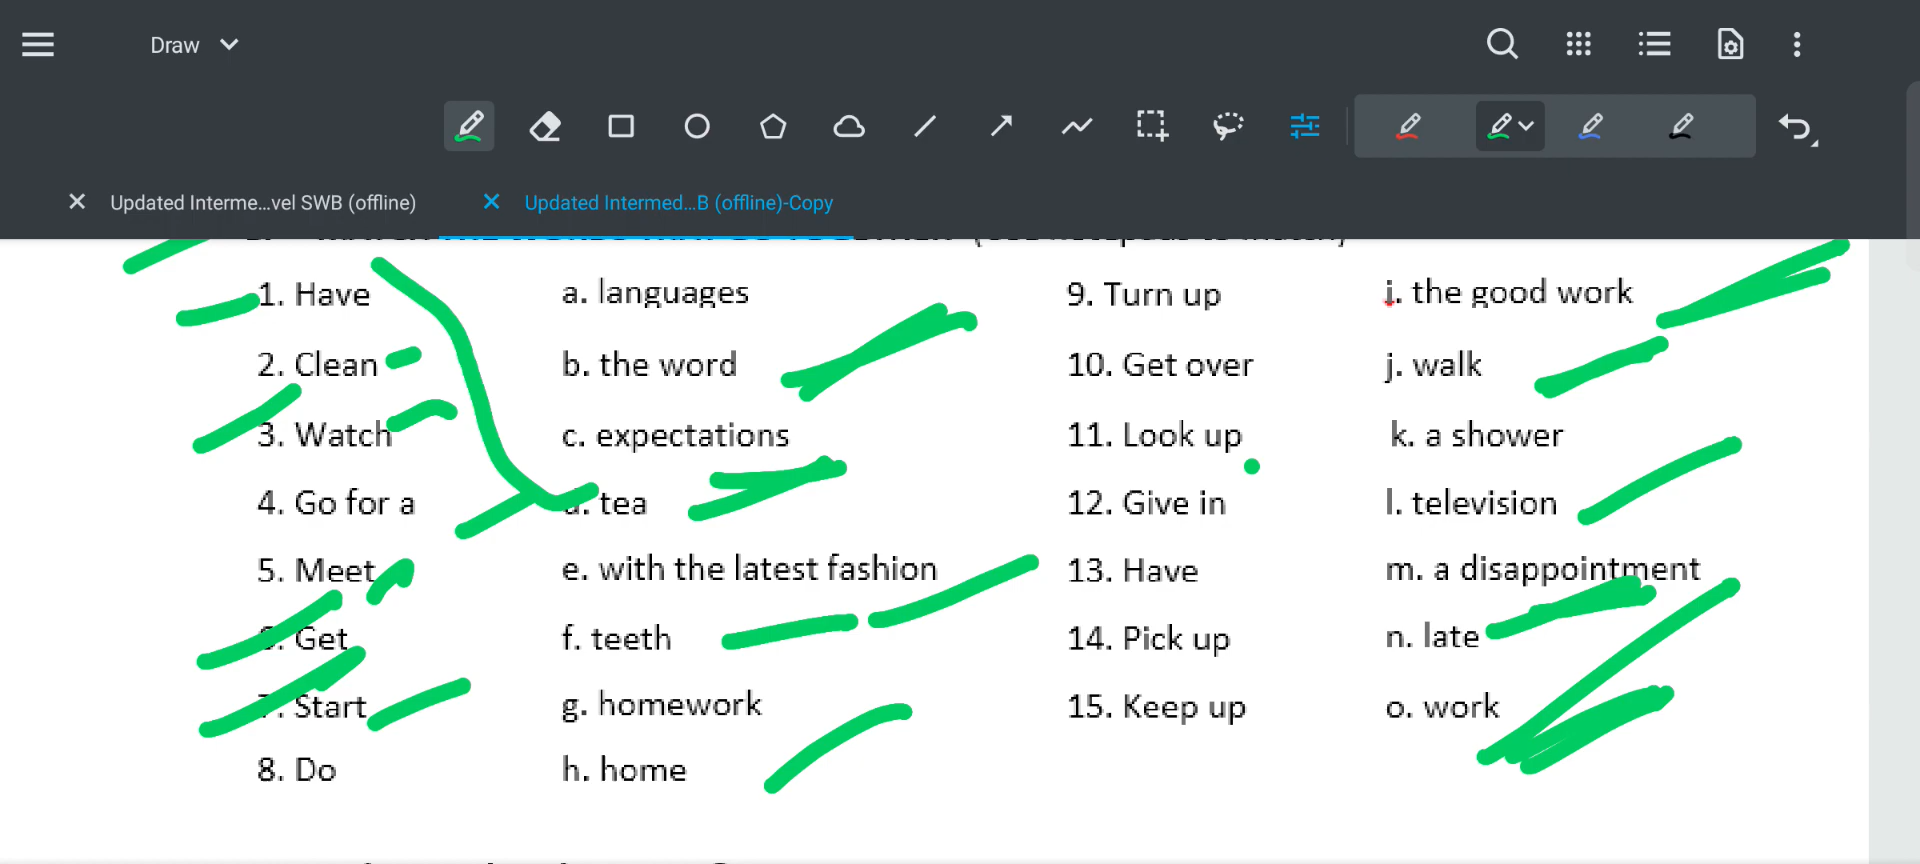 Draw
Updated Interme...vel SWB (offline)
Updated Intermed...B (offline)-Copy
1. Have a. languages 9. Turn up i. the good work
2. Clean b. the word 10. Get over j. walk
3. Watch c. expectations 11. Look up k. a shower
4. Go for a d. tea 12. Give in l. television
5. Meet e. with the latest fashion 13. Have m. a disappointment
6. Get f. teeth 14. Pick up n. late
7. Start g. homework 15. Keep up o. work
8. Do h. home